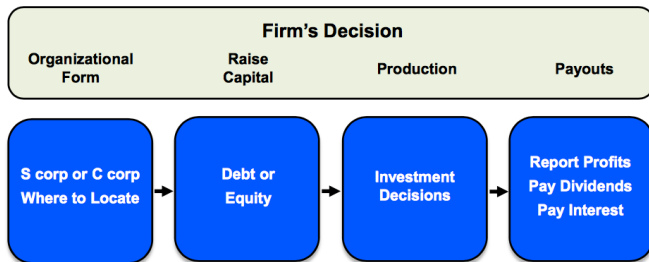 Firm's Decision
Organizational
Form
Raise
Capital
Production
Payouts
S corp or C corp
Where to Locate
Debt or
Equity
Investment
Decisions
Report Profits
Pay Dividends
Pay Interest